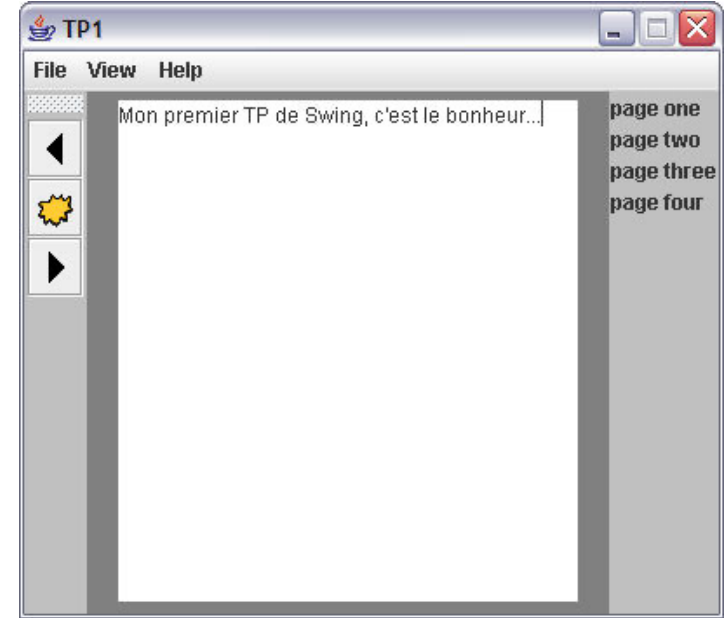 TP1
File View Help
Mon premier TP de Swing, c'est le bonheur...
page one
page two
page three
page four